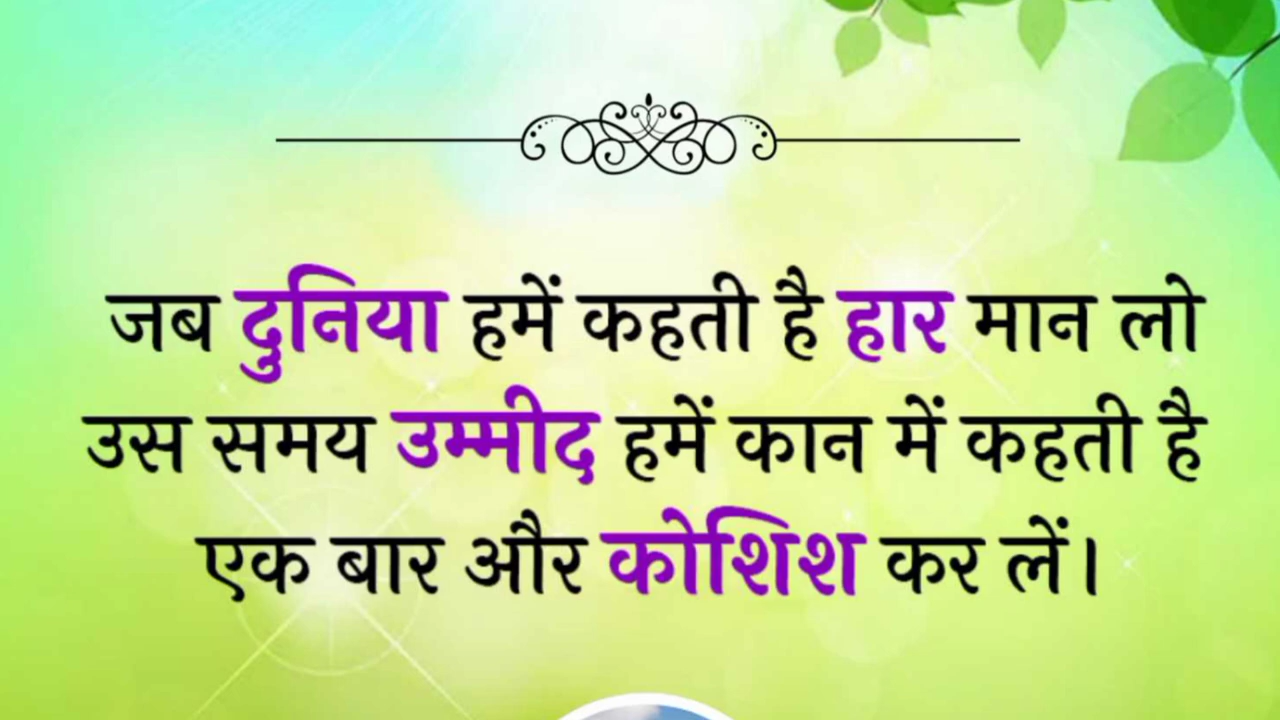 जब दुनिया हमें कहती है हार मान लो
उस समय उम्मीद हमें कान में कहती है
एक बार और कोशिश कर लें।